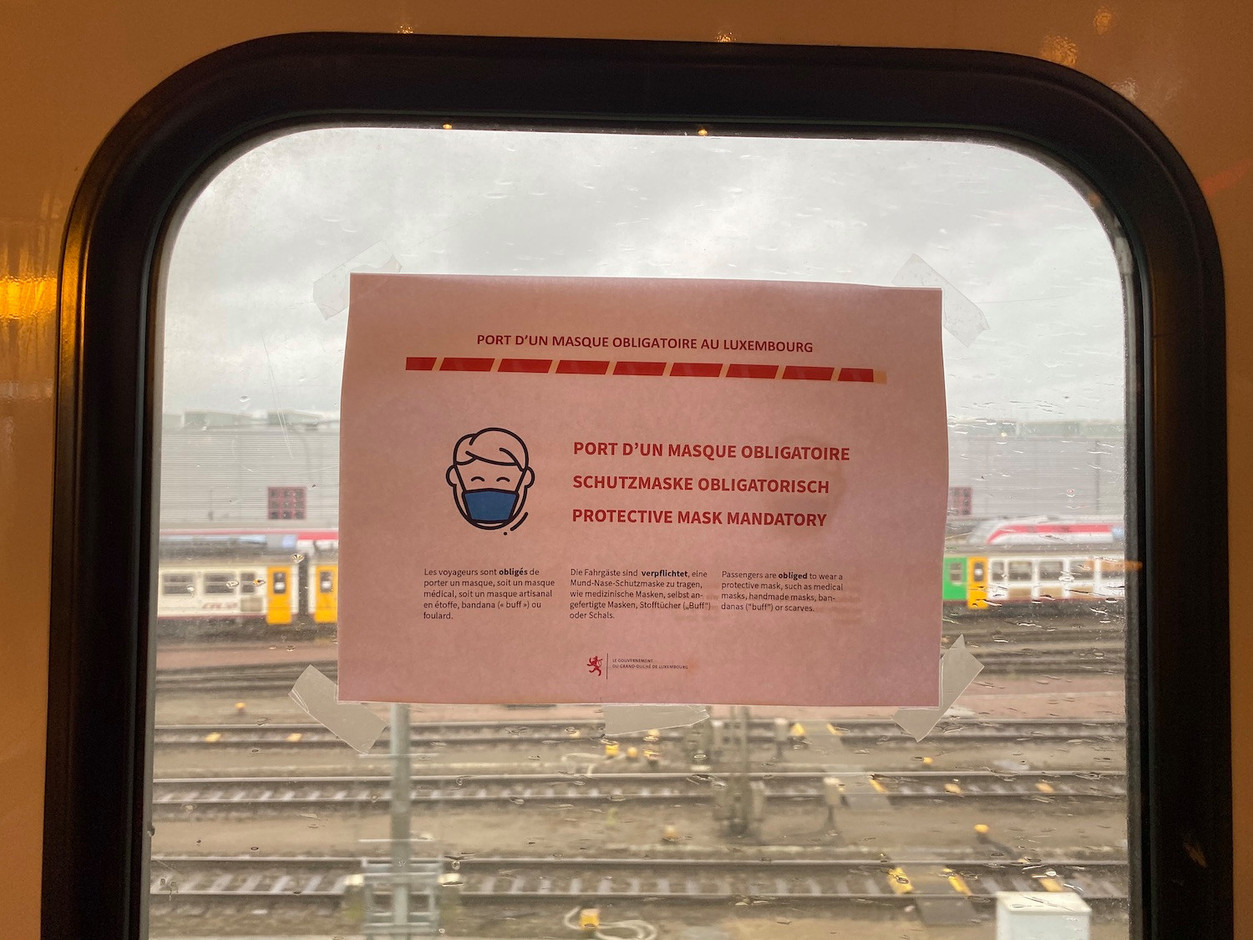 PORT D'UN MASQUE OBLIGATOIRE AU LUXEMBOURG
PORT D'UN MASQUE OBLIGATOIRE
SCHUTZMASKE OBLIGATORISCH
PROTECTIVE MASK MANDATORY
Les voyageurs sont obligés de
porter un masque, soit un masque
médical, soit un masque artisanal
en étoffe, bandana (« buff ») ou
foulard.
Die Fahrgäste sind verpflichtet, eine
Mund-Nase-Schutzmaske zu tragen,
wie medizinische Masken, selbst an-
gefertigte Masken, Stofftücher („Buff")
oder Schals.
Passengers are obliged to wear a
protective mask, such as medical
masks, handmade masks, ban-
danas ("buff") or scarves.
LE GOUVERNEMENT
DU GRAND-DUCHÉ DE LUXEMBOURG